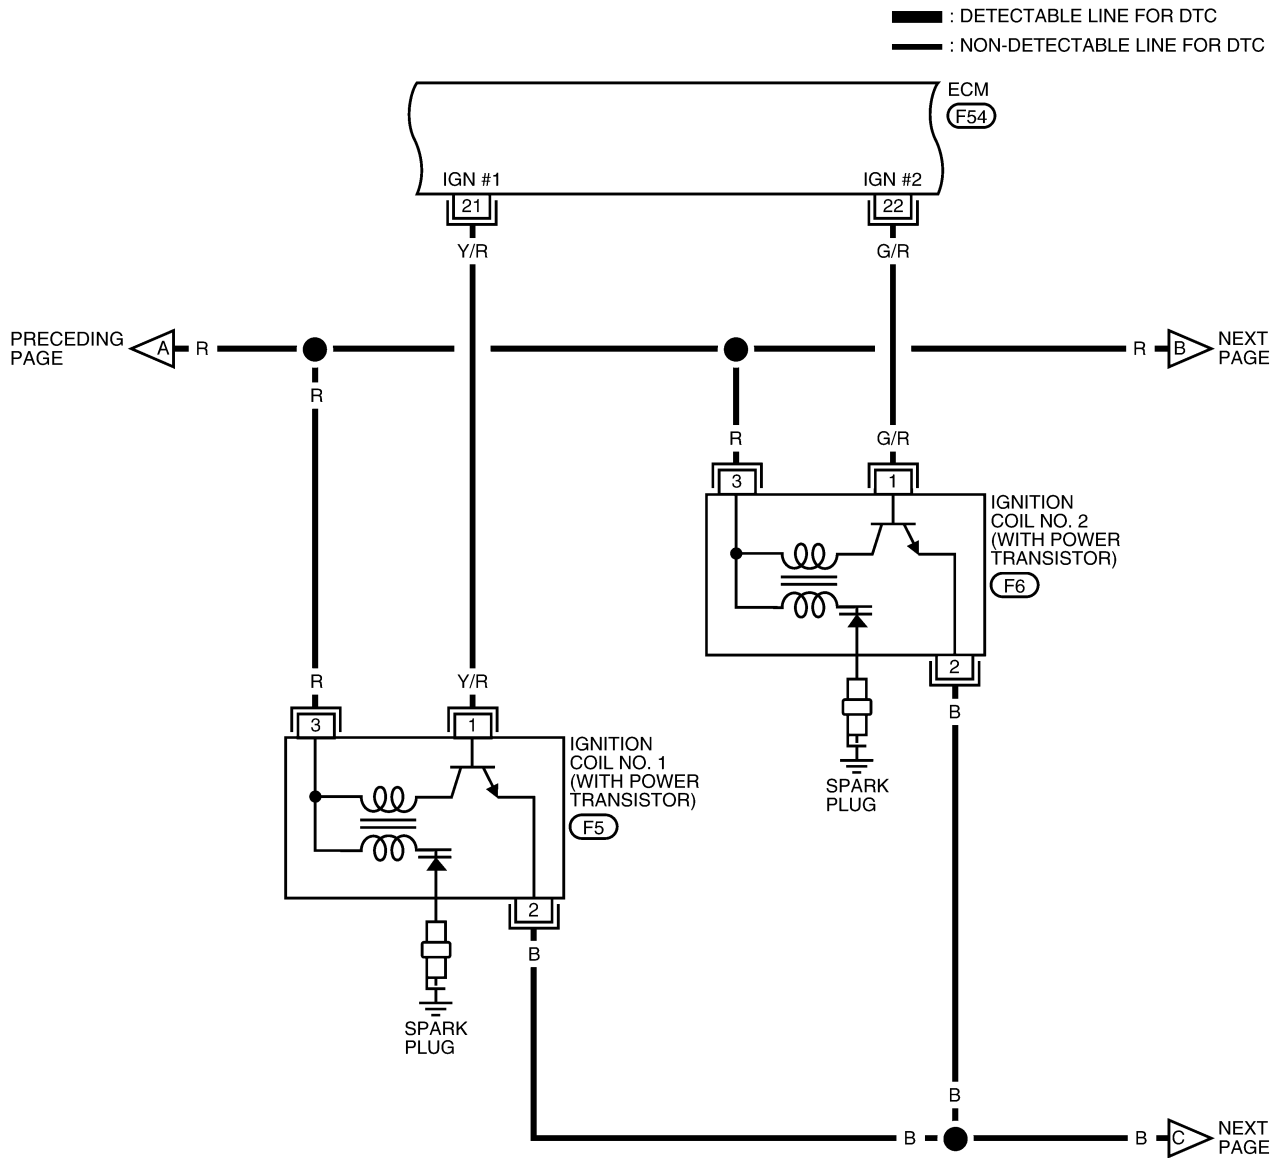 : DETECTABLE LINE FOR DTC
: NON-DETECTABLE LINE FOR DTC
ECM
F54
IGN #1
IGN #2
21
22
Y/R
G/R
PRECEDING
PAGE
A
R
R
B
NEXT
PAGE
R
R
G/R
3
1
IGNITION
COIL NO. 2
(WITH POWER
TRANSISTOR)
F6
2
B
SPARK
PLUG
R
Y/R
3
1
IGNITION
COIL NO. 1
(WITH POWER
TRANSISTOR)
F5
2
B
SPARK
PLUG
B
B
B
C
NEXT
PAGE